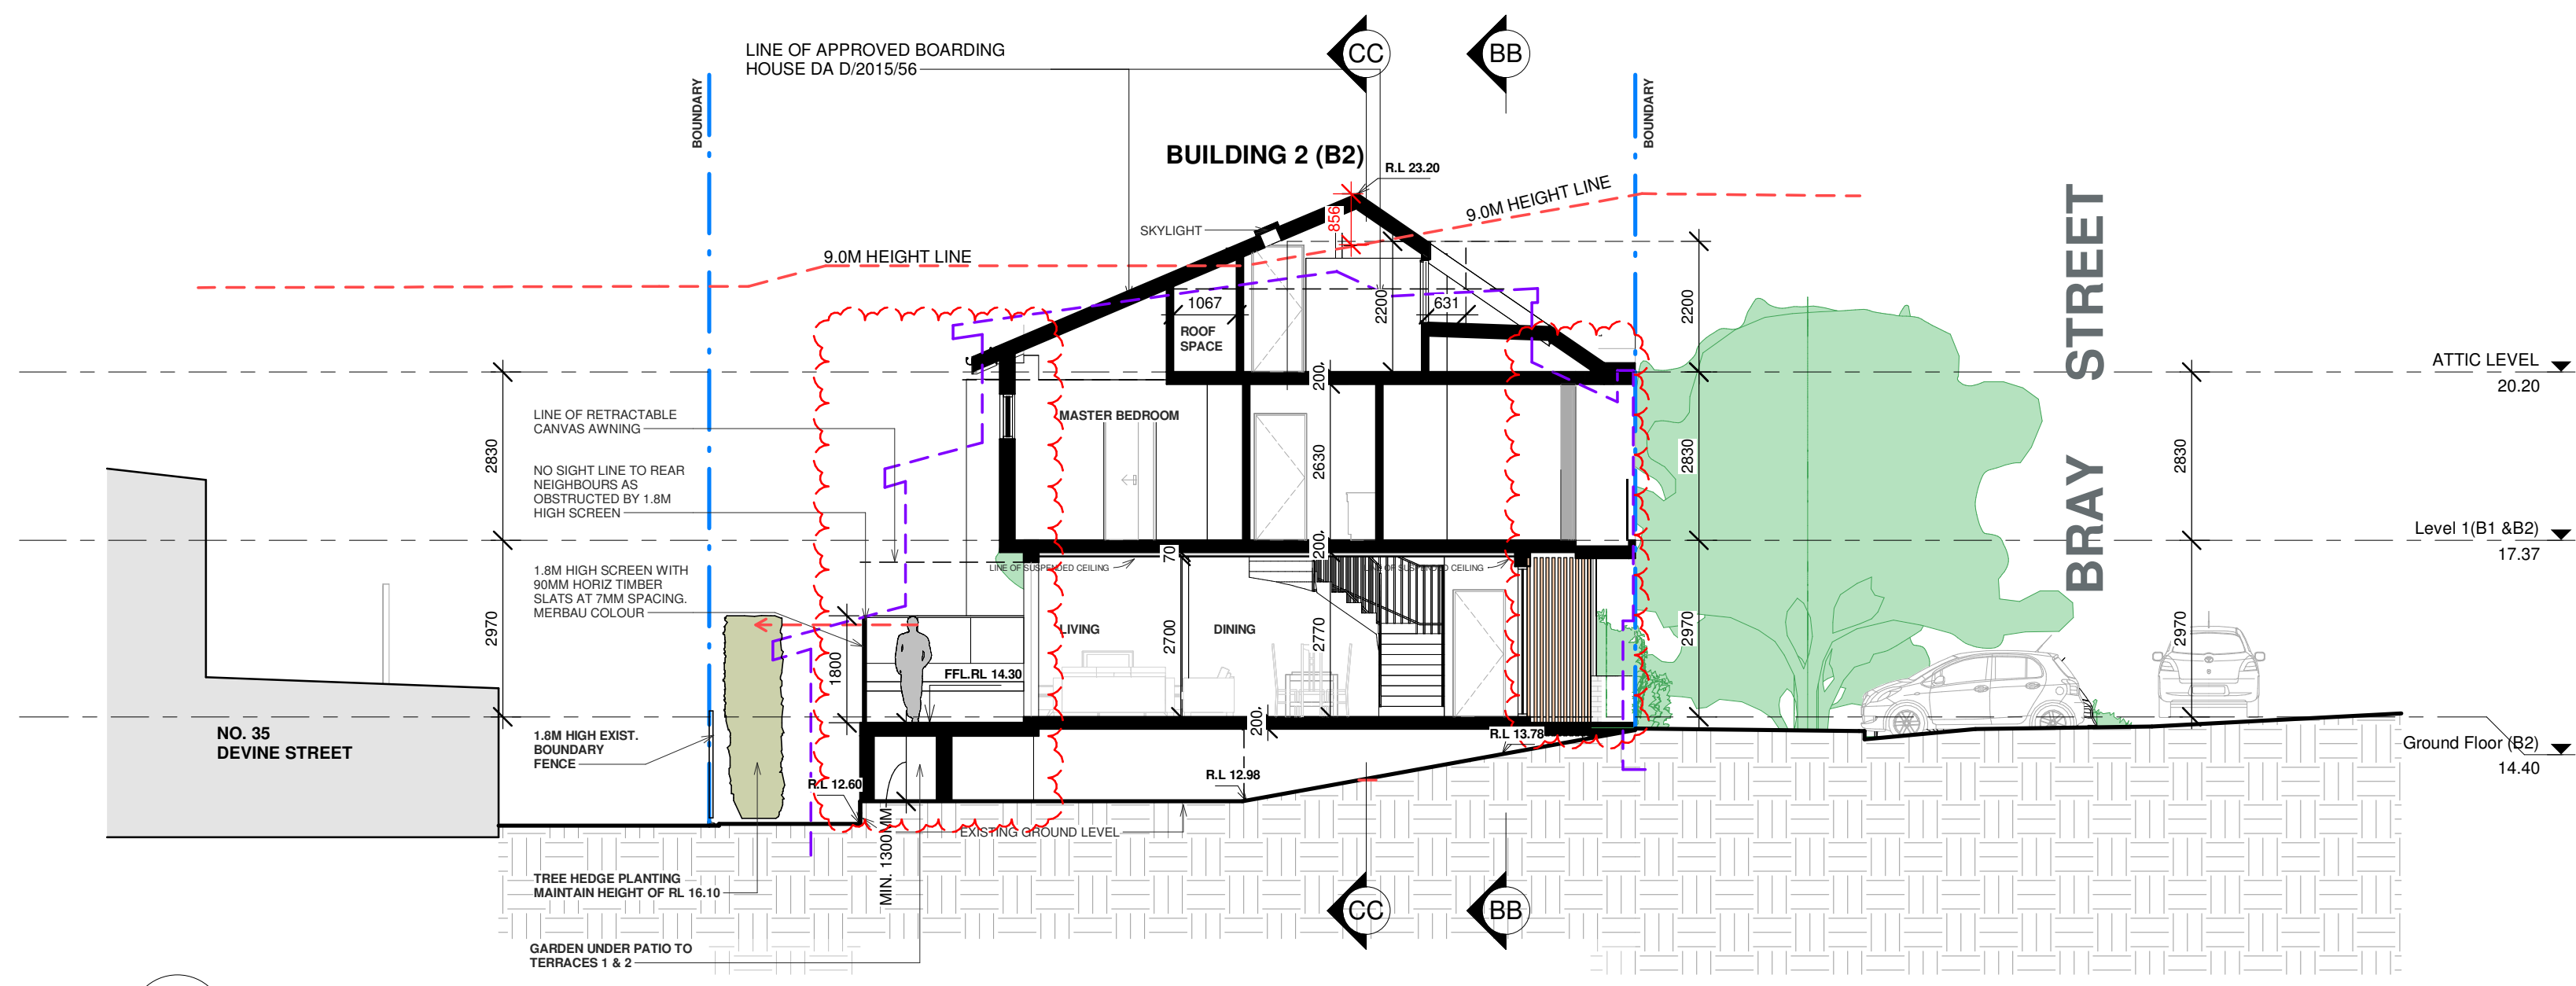 LINE OF APPROVED BOARDING
HOUSE DA D/2015/56
CC
BB
BOUNDARY
BOUNDARY
BUILDING 2 (B2)
R.L 23.20
9.0M HEIGHT LINE
856
SKYLIGHT
9.0M HEIGHT LINE
BRAY STREET
1067
2200
631
2200
ROOF
SPACE
ATTIC LEVEL
20.20
200
LINE OF RETRACTABLE
CANVAS AWNING
MASTER BEDROOM
2830
2630
2830
2830
NO SIGHT LINE TO REAR
NEIGHBOURS AS
OBSTRUCTED BY 1.8M
HIGH SCREEN
Level 1(B1 &B2)
17.37
70
200
LINE OF SUSPENDED CEILING
LINE OF SUSPENDED CEILING
1.8M HIGH SCREEN WITH
90MM HORIZ TIMBER
SLATS AT 7MM SPACING.
MERBAU COLOUR
2970
1800
LIVING
2700
DINING
2770
2970
2970
FFL.RL 14.30
NO. 35
DEVINE STREET
1.8M HIGH EXIST.
BOUNDARY
FENCE
200
R.L 13.78
Ground Floor (B2)
14.40
R.L 12.60
R.L 12.98
MIN. 1300MM
EXISTING GROUND LEVEL
TREE HEDGE PLANTING
MAINTAIN HEIGHT OF RL 16.10
CC
BB
GARDEN UNDER PATIO TO
TERRACES 1 & 2